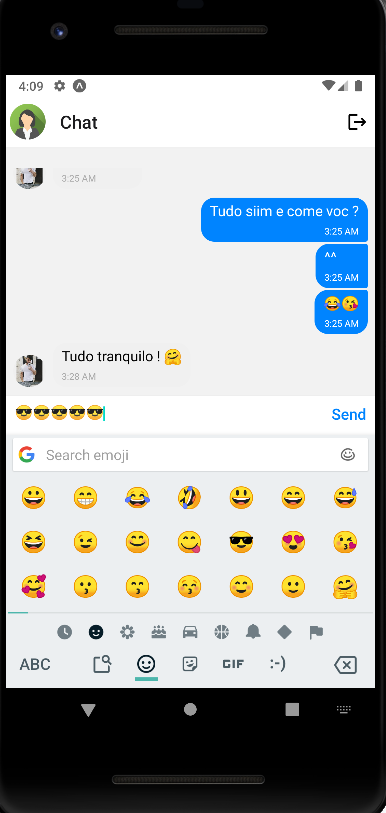 4:09
Chat
3:25 AM
Tudo siim e come voc ?
3:25 AM
^^
3:25 AM
😄😘
3:25 AM
Tudo tranquilo ! 🤗
3:28 AM
😎😎😎😎😎 Send
Search emoji
ABC GIF :-)